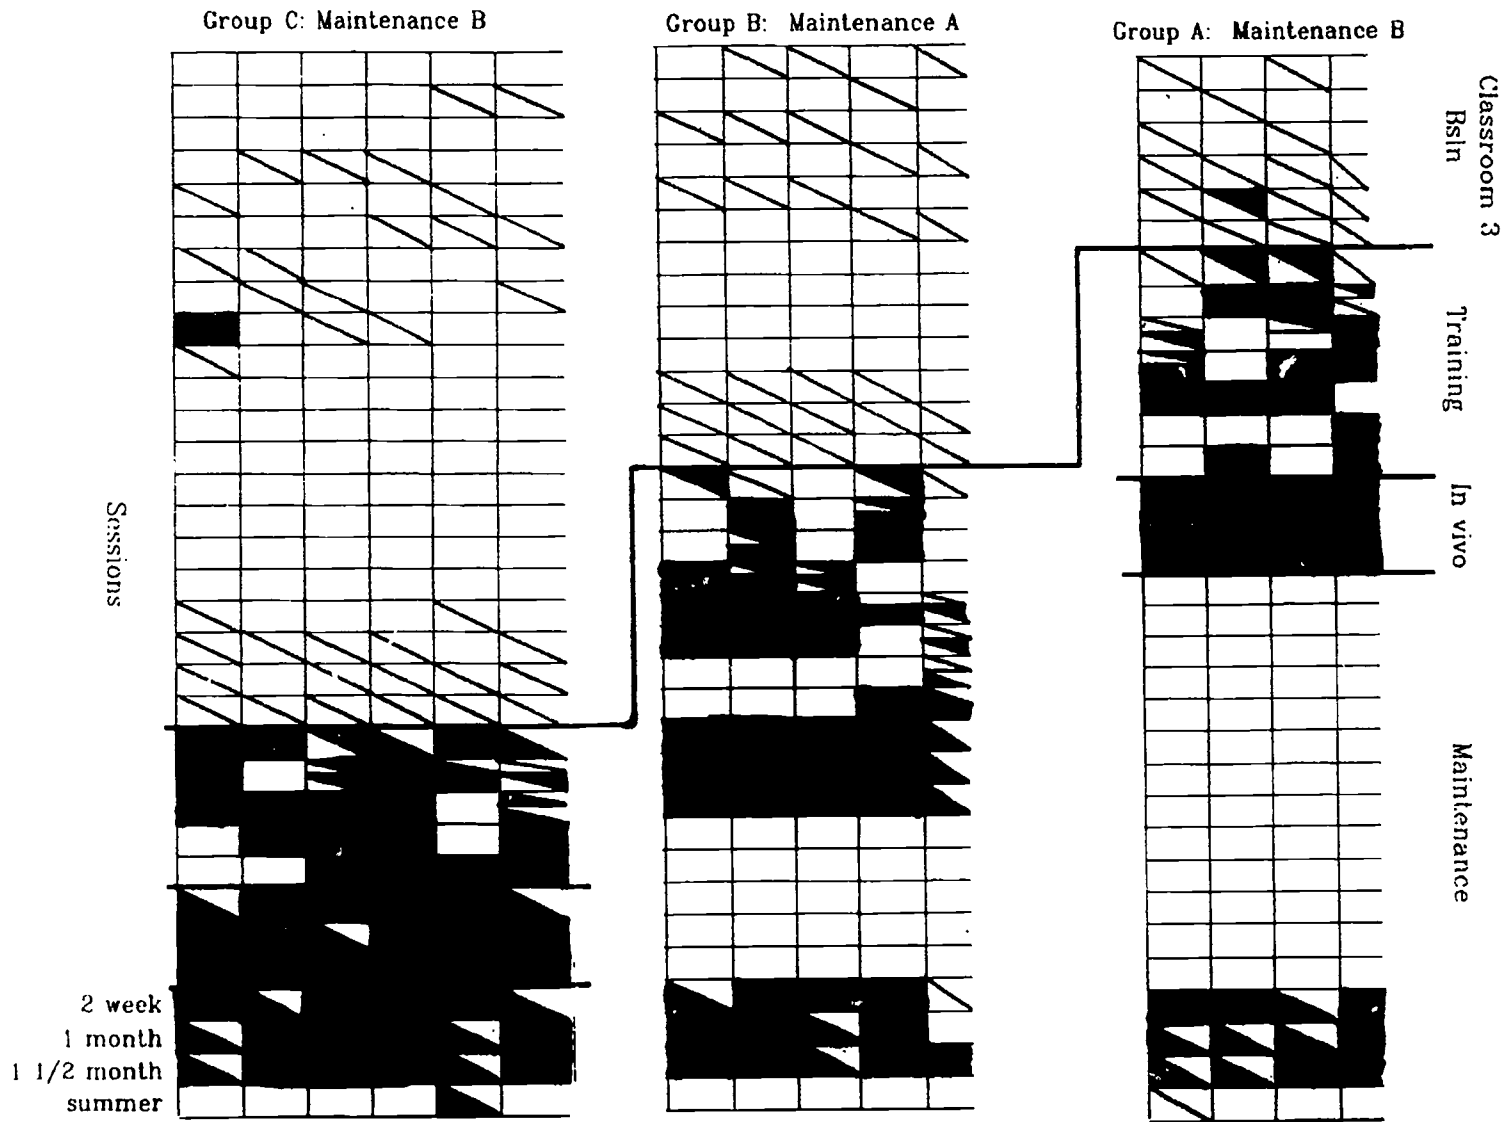 Group C: Maintenance B
Group B: Maintenance A
Group A: Maintenance B
Classroom 3
Bsln
Training
In vivo
Maintenance
Sessions
2 week
1 month
1 1/2 month
summer